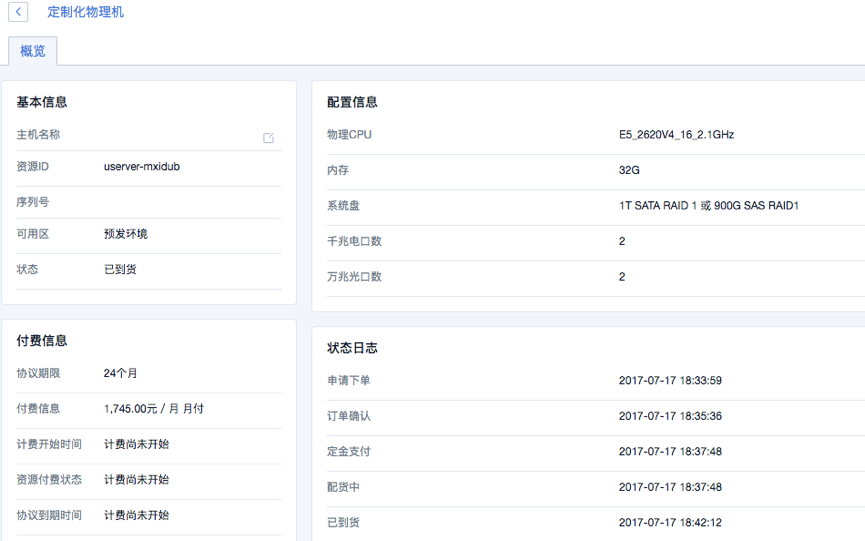 定制化物理机
概览
基本信息
主机名称
资源ID userver-mxidub
序列号
可用区 预发环境
状态 已到货
付费信息
协议期限 24个月
付费信息 1,745.00元 / 月 月付
计费开始时间 计费尚未开始
资源付费状态 计费尚未开始
协议到期时间 计费尚未开始
配置信息
物理CPU E5_2620V4_16_2.1GHz
内存 32G
系统盘 1T SATA RAID 1 或 900G SAS RAID1
千兆电口数 2
万兆光口数 2
状态日志
申请下单 2017-07-17 18:33:59
订单确认 2017-07-17 18:35:36
定金支付 2017-07-17 18:37:48
配货中 2017-07-17 18:37:48
已到货 2017-07-17 18:42:12